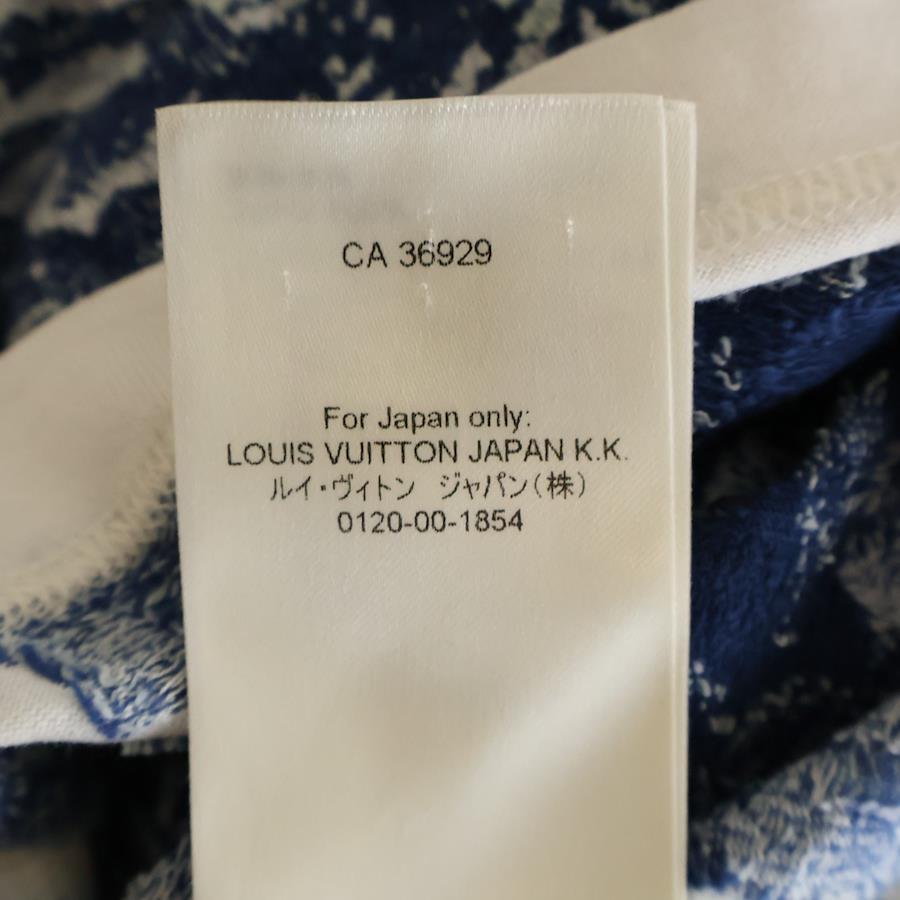 CA 36929
For Japan only:
LOUIS VUITTON JAPAN K.K.
ルイ・ヴィトン　ジャパン(株)
0120-00-1854